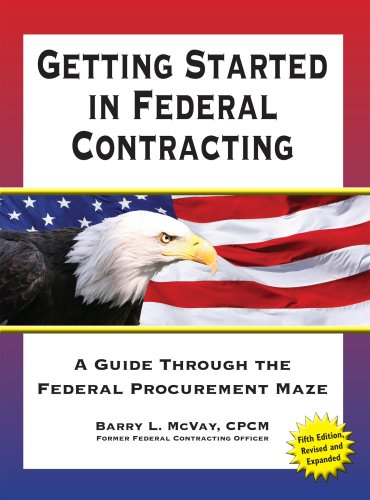 GETTING STARTED
IN FEDERAL
CONTRACTING
A GUIDE THROUGH THE
FEDERAL PROCUREMENT MAZE
BARRY L. MCVAY, CPCM
FORMER FEDERAL CONTRACTING OFFICER
Fifth Edition,
Revised and
Expanded